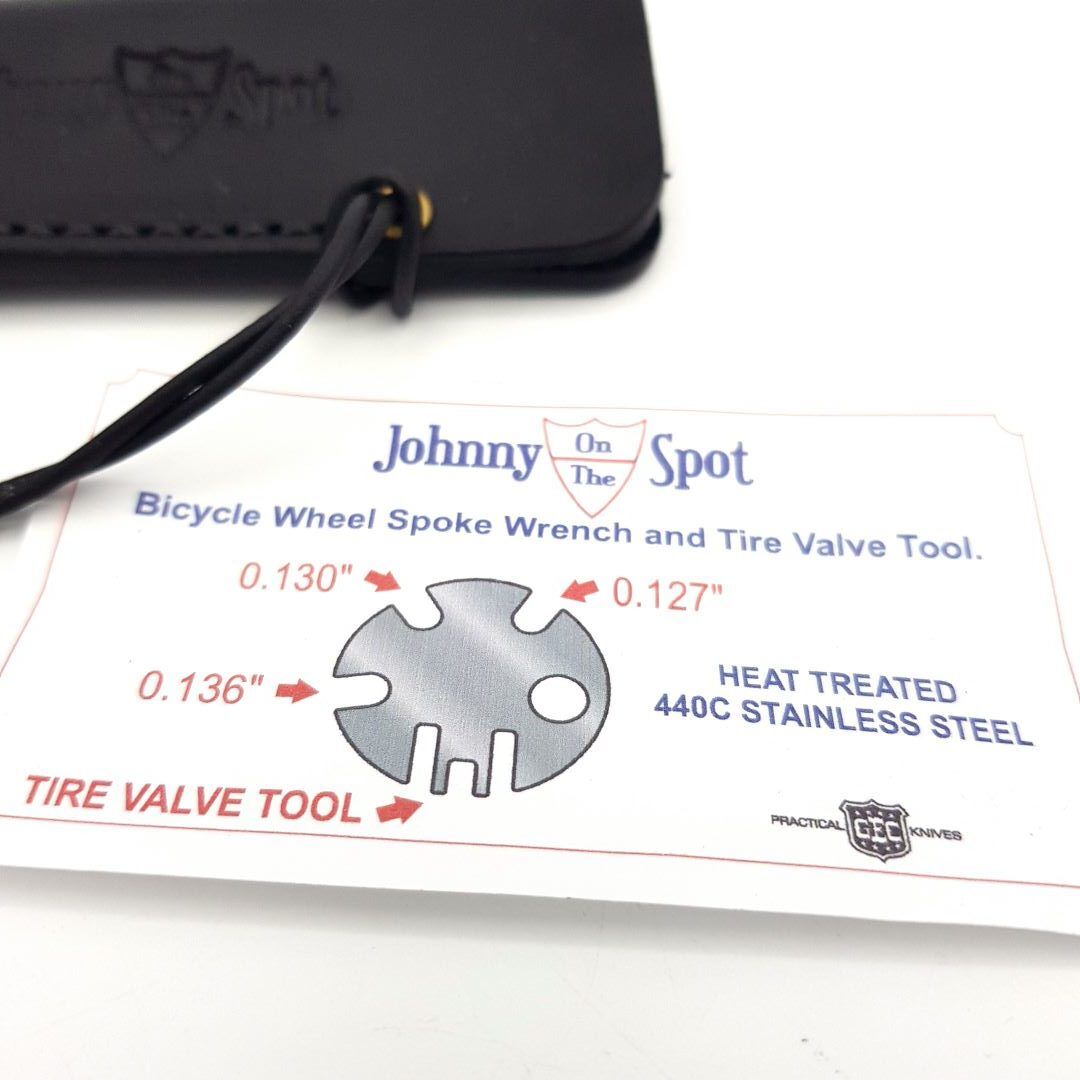 Spot
Johnny On The Spot
Bicycle Wheel Spoke Wrench and Tire Valve Tool.
0.130"
0.127"
0.136"
HEAT TREATED
440C STAINLESS STEEL
TIRE VALVE TOOL
PRACTICAL GEC KNIVES